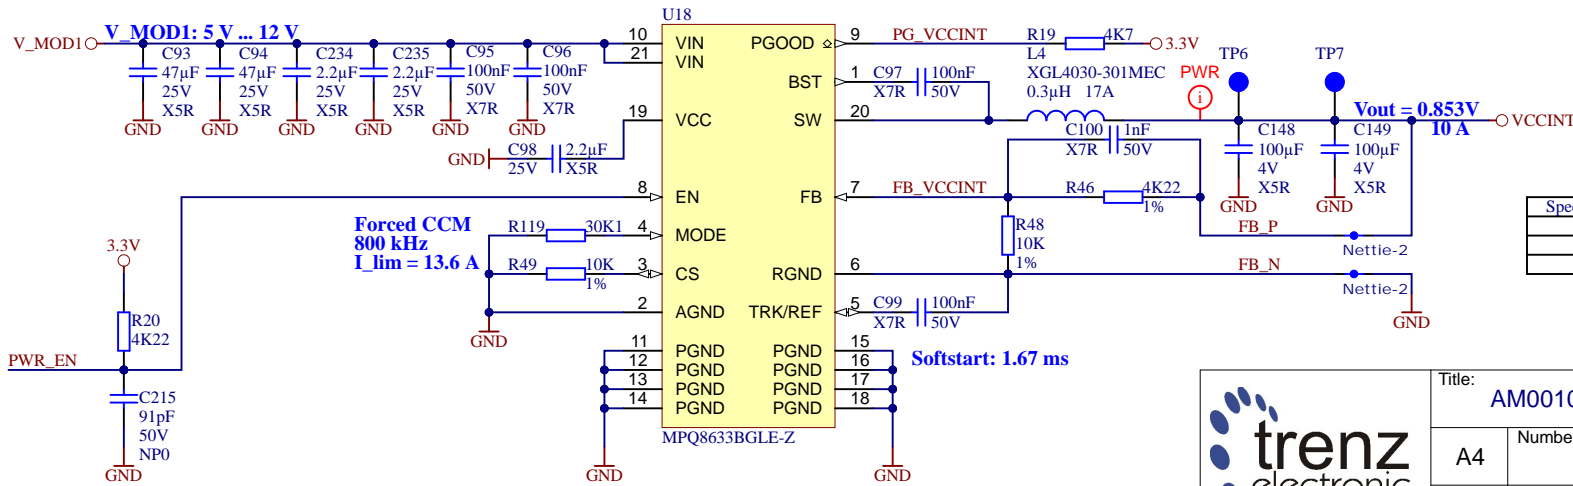 U18
V_MOD1: 5 V ... 12 V
V_MOD1
C93
47µF
25V
X5R
GND
C94
47µF
25V
X5R
GND
C234
2.2µF
25V
X5R
GND
C235
2.2µF
25V
X5R
GND
C95
100nF
50V
X7R
GND
C96
100nF
50V
X7R
GND
10 VIN
21 VIN
19 VCC
8 EN
4 MODE
3 CS
2 AGND
11 PGND
12 PGND
13 PGND
14 PGND
PGOOD 9
BST 1
SW 20
FB 7
RGND 6
TRK/REF 5
PGND 15
PGND 16
PGND 17
PGND 18
MPQ8633BGLE-Z
GND
C98 2.2µF
25V X5R
Forced CCM
800 kHz
I_lim = 13.6 A
R119 30K1
R49 10K
1%
GND
3.3V
R20
4K22
PWR_EN
C215
91pF
50V
NP0
GND
GND
GND
PG_VCCINT
R19 4K7
3.3V
L4
XGL4030-301MEC
0.3µH 17A
C97 100nF
X7R 50V
PWR
i
TP6
TP7
Vout = 0.853V
10 A
VCCINT
C100 1nF
X7R 50V
C148
100µF
4V
X5R
GND
C149
100µF
4V
X5R
GND
FB_VCCINT
R46 4K22
1%
R48
10K
1%
FB_P
Nettie-2
FB_N
Nettie-2
GND
C99 100nF
X7R 50V
Softstart: 1.67 ms
Spe
Title:
AM0010
A4
Numbe
trenz
electronic